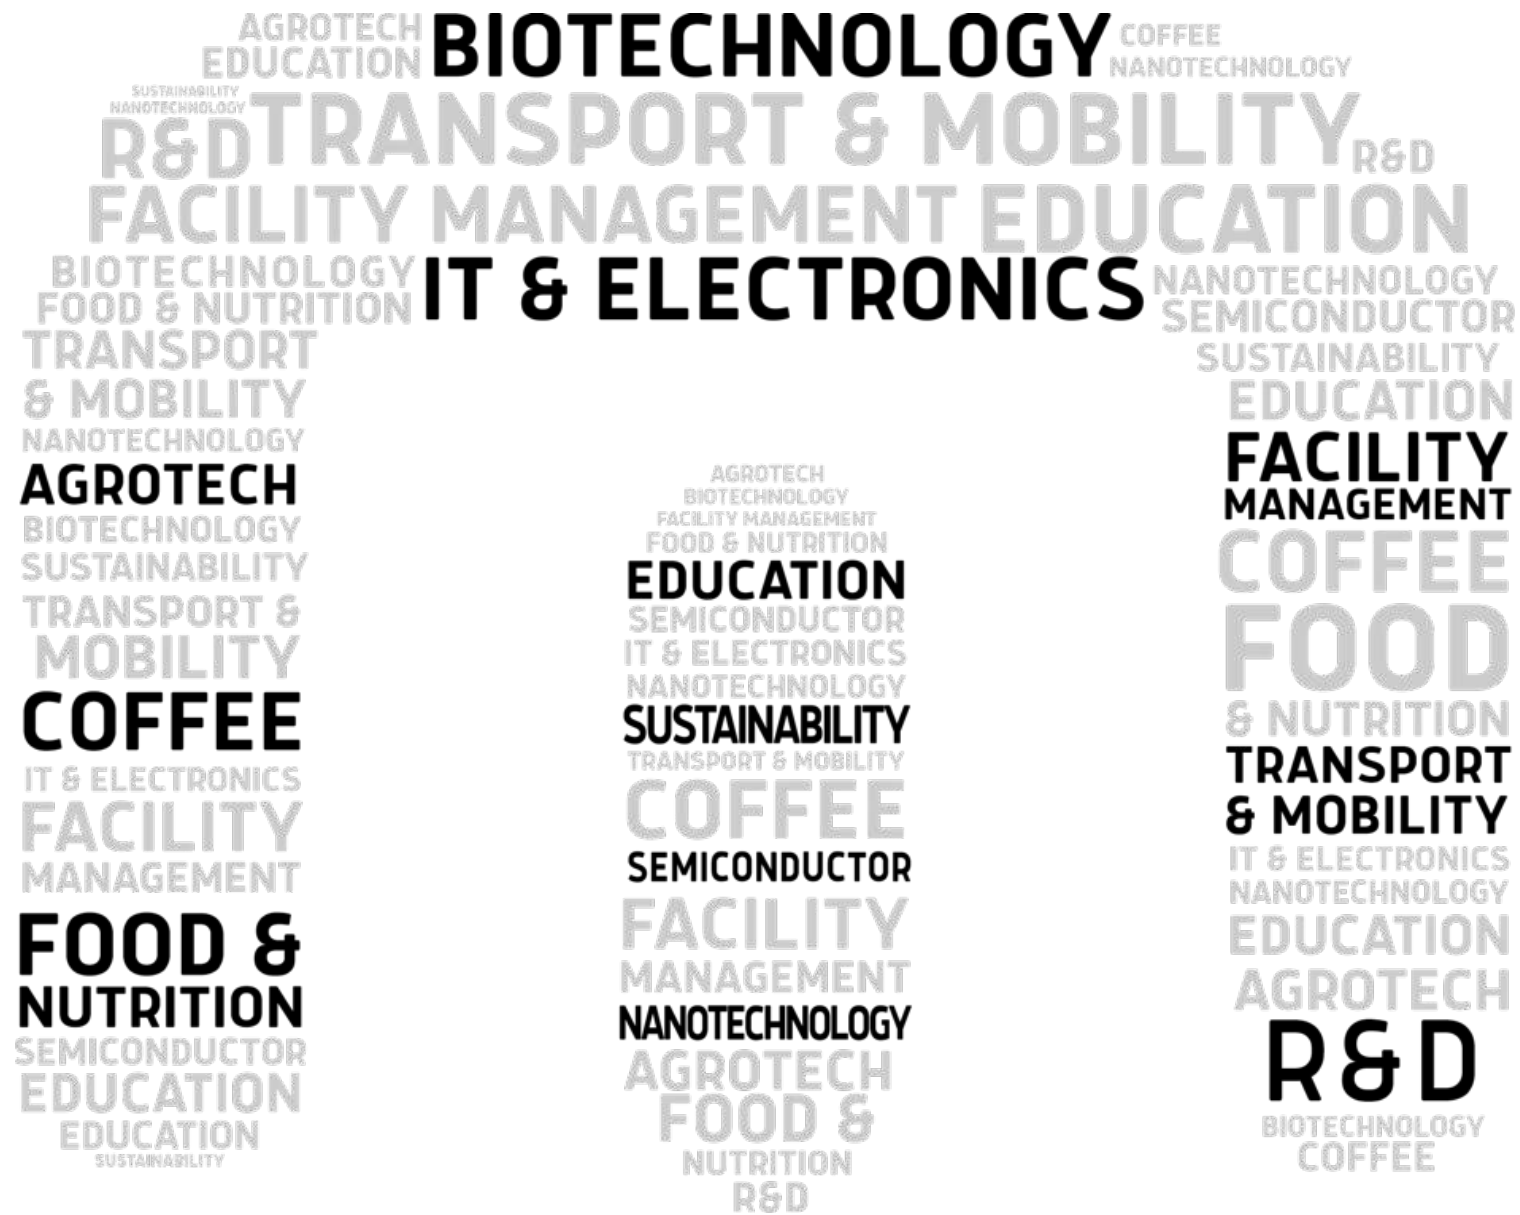 AGROTECH
EDUCATION
BIOTECHNOLOGY
COFFEE
NANOTECHNOLOGY
SUSTAINABILITY
NANOTECHNOLOGY
R&D
TRANSPORT & MOBILITY
R&D
FACILITY MANAGEMENT
EDUCATION
BIOTECHNOLOGY
FOOD & NUTRITION
IT & ELECTRONICS
NANOTECHNOLOGY
SEMICONDUCTOR
TRANSPORT
& MOBILITY
NANOTECHNOLOGY
AGROTECH
BIOTECHNOLOGY
SUSTAINABILITY
TRANSPORT &
MOBILITY
COFFEE
IT & ELECTRONICS
FACILITY
MANAGEMENT
FOOD &
NUTRITION
SEMICONDUCTOR
EDUCATION
EDUCATION
SUSTAINABILITY
AGROTECH
BIOTECHNOLOGY
FACILITY MANAGEMENT
FOOD & NUTRITION
EDUCATION
SEMICONDUCTOR
IT & ELECTRONICS
NANOTECHNOLOGY
SUSTAINABILITY
TRANSPORT & MOBILITY
COFFEE
SEMICONDUCTOR
FACILITY
MANAGEMENT
NANOTECHNOLOGY
AGROTECH
FOOD &
NUTRITION
R&D
SUSTAINABILITY
EDUCATION
FACILITY
MANAGEMENT
COFFEE
FOOD
& NUTRITION
TRANSPORT
& MOBILITY
IT & ELECTRONICS
NANOTECHNOLOGY
EDUCATION
AGROTECH
R&D
BIOTECHNOLOGY
COFFEE